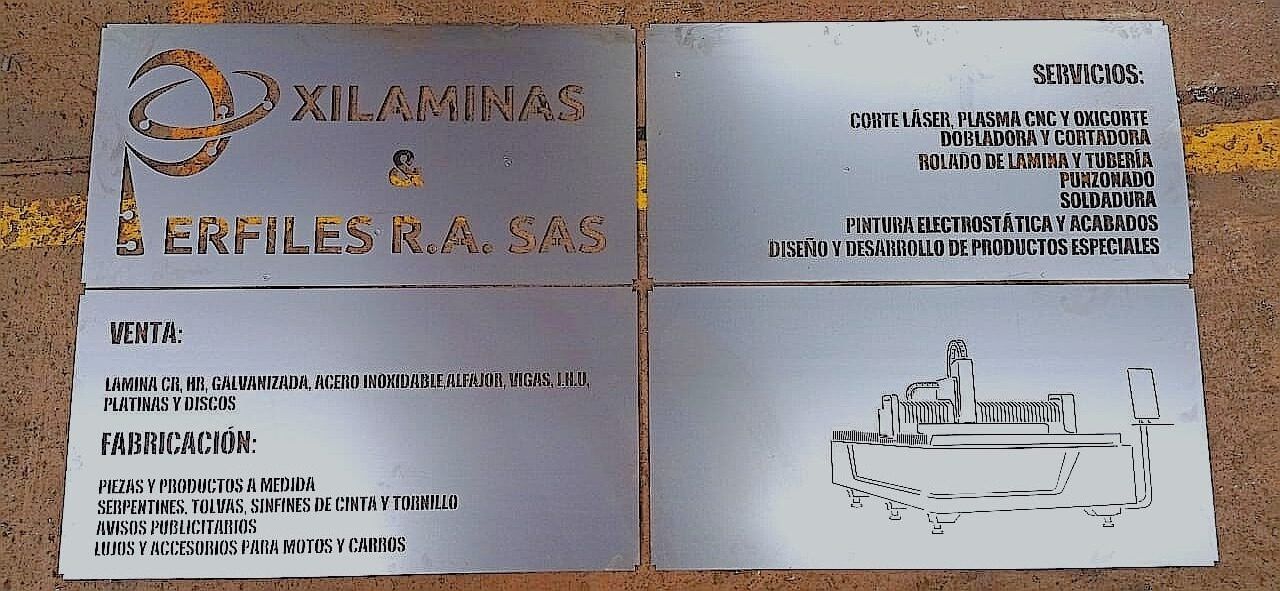 OXILAMINAS
&
PERFILES R.A. SAS
SERVICIOS:
CORTE LÁSER, PLASMA CNC Y OXICORTE
DOBLADORA Y CORTADORA
ROLADO DE LAMINA Y TUBERÍA
PUNZONADO
SOLDADURA
PINTURA ELECTROSTÁTICA Y ACABADOS
DISEÑO Y DESARROLLO DE PRODUCTOS ESPECIALES
VENTA:
LAMINA CR, HR, GALVANIZADA, ACERO INOXIDABLE,ALFAJOR, VIGAS, I.H.U,
PLATINAS Y DISCOS
FABRICACIÓN:
PIEZAS Y PRODUCTOS A MEDIDA
SERPENTINES, TOLVAS, SINFINES DE CINTA Y TORNILLO
AVISOS PUBLICITARIOS
LUJOS Y ACCESORIOS PARA MOTOS Y CARROS